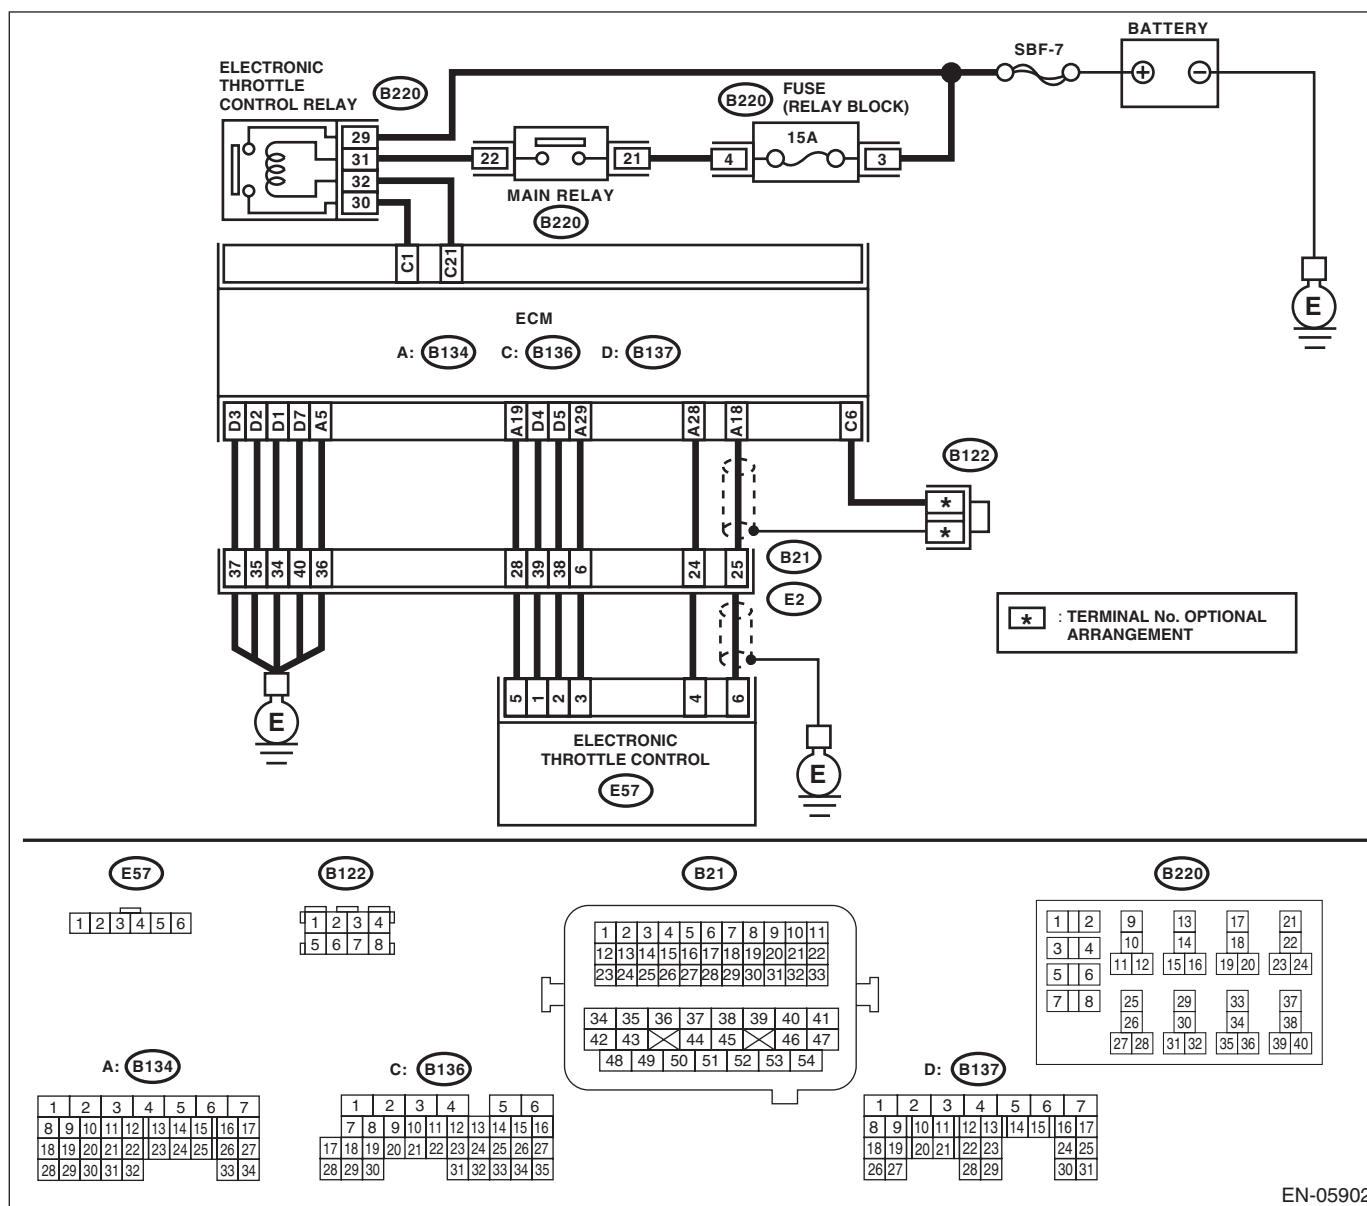 BATTERY
SBF-7
ELECTRONIC
THROTTLE
CONTROL RELAY
B220
B220
FUSE
(RELAY BLOCK)
15A
29
31
32
30
22
21
4
3
MAIN RELAY
B220
C1
C21
E
ECM
A: B134 C: B136 D: B137
D3 D2 D1 D7 A5 A19 D4 D5 A29 A28 A18 C6
B122
*
*
37 35 34 40 36 28 39 38 6 24 25
B21
E2
* : TERMINAL No. OPTIONAL
ARRANGEMENT
5 1 2 3 4 6
E
ELECTRONIC
THROTTLE CONTROL
E57
E
E57
1 2 3 4 5 6
B122
1 2 3 4
5 6 7 8
B21
1 2 3 4 5 6 7 8 9 10 11
12 13 14 15 16 17 18 19 20 21 22
23 24 25 26 27 28 29 30 31 32 33
34 35 36 37 38 39 40 41
42 43 44 45 46 47
48 49 50 51 52 53 54
B220
1 2 9 13 17 21
3 4 10 14 18 22
5 6 11 12 15 16 19 20 23 24
7 8 25 29 33 37
26 30 34 38
27 28 31 32 35 36 39 40
A: B134
1 2 3 4 5 6 7
8 9 10 11 12 13 14 15 16 17
18 19 20 21 22 23 24 25 26 27
28 29 30 31 32 33 34
C: B136
1 2 3 4 5 6
7 8 9 10 11 12 13 14 15 16
17 18 19 20 21 22 23 24 25 26 27
28 29 30 31 32 33 34 35
D: B137
1 2 3 4 5 6 7
8 9 10 11 12 13 14 15 16 17
18 19 20 21 22 23 24 25
26 27 28 29 30 31
EN-05902